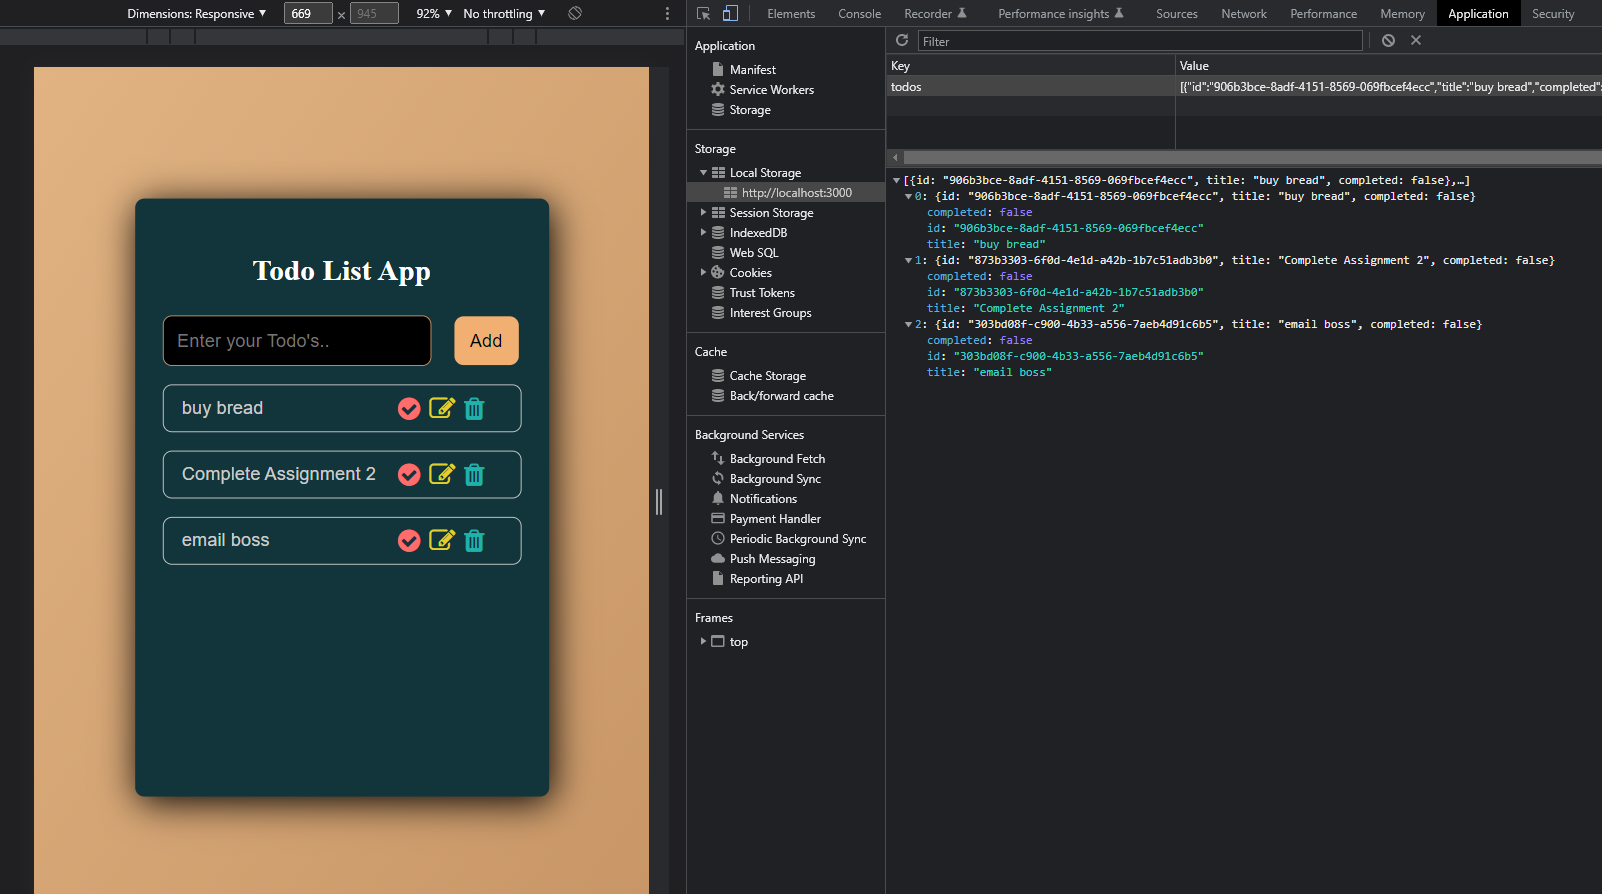 Dimensions: Responsive ▼ 669 × 945 92% ▼ No throttling ▼
Elements Console Recorder Performance insights Sources Network Performance Memory Application Security
Todo List App
Enter your Todo's..
Add
buy bread
Complete Assignment 2
email boss
Application
Manifest
Service Workers
Storage
Storage
Local Storage
http://localhost:3000
Session Storage
IndexedDB
Web SQL
Cookies
Trust Tokens
Interest Groups
Cache
Cache Storage
Back/forward cache
Background Services
Background Fetch
Background Sync
Notifications
Payment Handler
Periodic Background Sync
Push Messaging
Reporting API
Frames
top
Filter
Key Value
todos [{"id":"906b3bce-8adf-4151-8569-069fbcef4ecc","title":"buy bread","completed":
[{id: "906b3bce-8adf-4151-8569-069fbcef4ecc", title: "buy bread", completed: false},…]
0: {id: "906b3bce-8adf-4151-8569-069fbcef4ecc", title: "buy bread", completed: false}
completed: false
id: "906b3bce-8adf-4151-8569-069fbcef4ecc"
title: "buy bread"
1: {id: "873b3303-6f0d-4e1d-a42b-1b7c51adb3b0", title: "Complete Assignment 2", completed: false}
completed: false
id: "873b3303-6f0d-4e1d-a42b-1b7c51adb3b0"
title: "Complete Assignment 2"
2: {id: "303bd08f-c900-4b33-a556-7aeb4d91c6b5", title: "email boss", completed: false}
completed: false
id: "303bd08f-c900-4b33-a556-7aeb4d91c6b5"
title: "email boss"